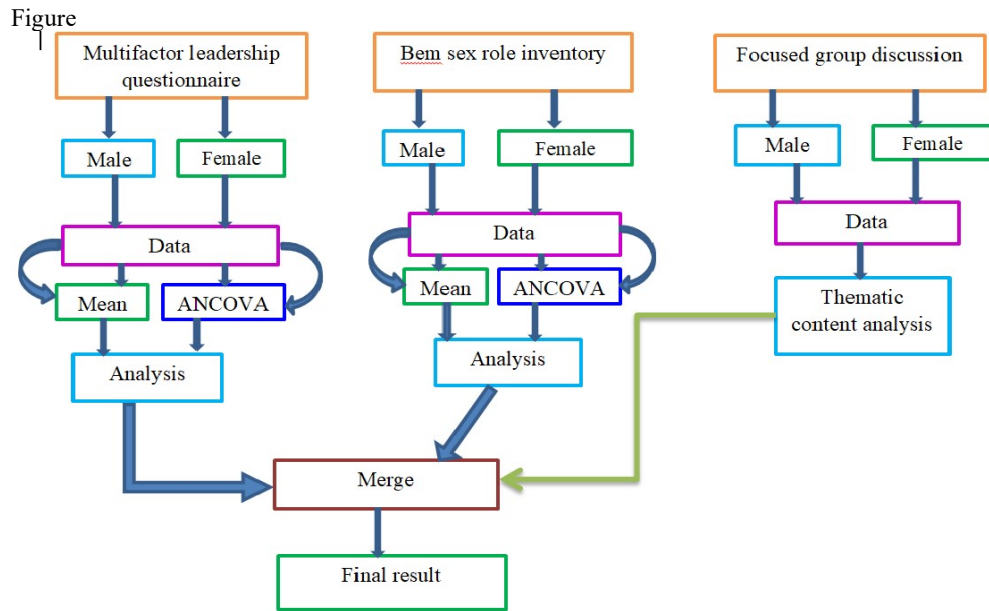 Figure
Multifactor leadership
questionnaire
Bem sex role inventory
Focused group discussion
Male
Female
Male
Female
Male
Female
Data
Data
Data
Mean
ANCOVA
Mean
ANCOVA
Thematic
content analysis
Analysis
Analysis
Merge
Final result